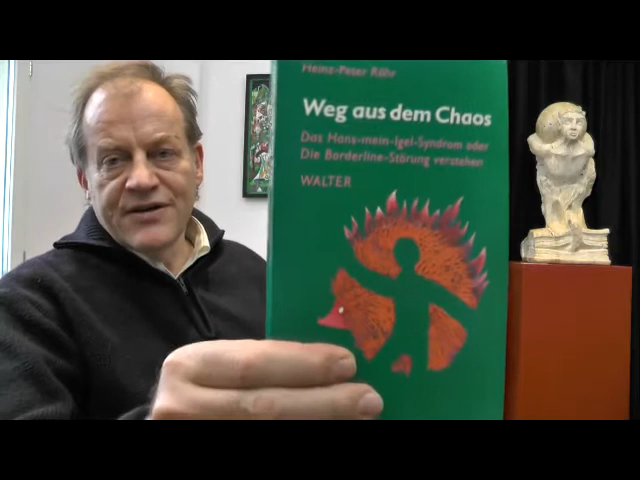 Heinz-Peter Röhr
Weg aus dem Chaos
Das Hans-mein-Igel-Syndrom oder
Die Borderline-Störung verstehen
WALTER